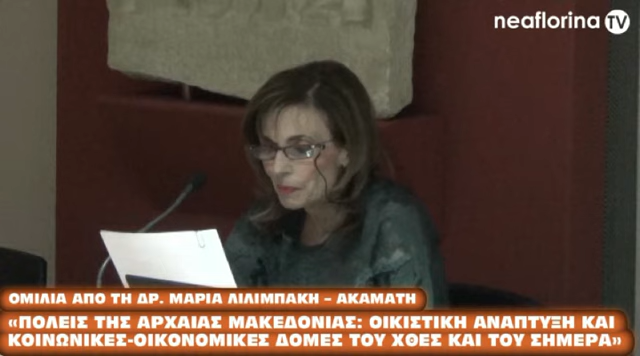 neaflorina TV
ΟΜΙΛΙΑ ΑΠΟ ΤΗ ΔΡ. ΜΑΡΙΑ ΛΙΛΙΜΠΑΚΗ – ΑΚΑΜΑΤΗ
«ΠΟΛΕΙΣ ΤΗΣ ΑΡΧΑΙΑΣ ΜΑΚΕΔΟΝΙΑΣ: ΟΙΚΙΣΤΙΚΗ ΑΝΑΠΤΥΞΗ ΚΑΙ
ΚΟΙΝΩΝΙΚΕΣ-ΟΙΚΟΝΟΜΙΚΕΣ ΔΟΜΕΣ ΤΟΥ ΧΘΕΣ ΚΑΙ ΤΟΥ ΣΗΜΕΡΑ»